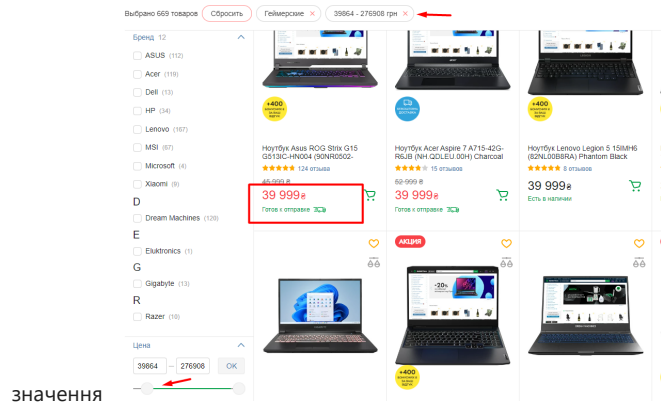 Выбрано 669 товаров Сбросить Геймерские × 39864 - 276908 грн ×
Бренд 12
ASUS (112)
Acer (119)
Dell (13)
HP (34)
Lenovo (167)
MSI (67)
Microsoft (4)
Xiaomi (9)
D
Dream Machines (120)
E
Eluktronics (1)
G
Gigabyte (13)
R
Razer (10)
Цена
39864 – 276908 OK
+400
Ноутбук Asus ROG Strix G15
G513IC-HN004 (90NR0502-
124 отзыва
45 999 ₴
39 999₴
Готов к отправке
Ноутбук Acer Aspire 7 A715-42G-
R6JB (NH.QDLEU.00H) Charcoal
15 отзывов
52 999 ₴
39 999₴
Готов к отправке
+400
Ноутбук Lenovo Legion 5 15IMH6
(82NL00B8RA) Phantom Black
8 отзывов
39 999₴
Есть в наличии
АКЦИЯ
-20%
+400
значення